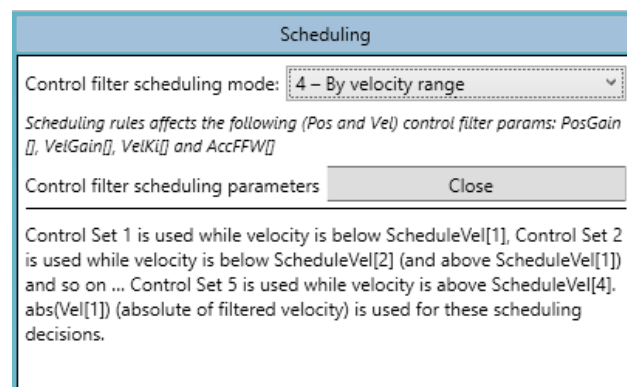 Scheduling
Control filter scheduling mode: 4 – By velocity range
Scheduling rules affects the following (Pos and Vel) control filter params: PosGain
[], VelGain[], VelKi[] and AccFFW[]
Control filter scheduling parameters Close
Control Set 1 is used while velocity is below ScheduleVel[1], Control Set 2
is used while velocity is below ScheduleVel[2] (and above ScheduleVel[1])
and so on ... Control Set 5 is used while velocity is above ScheduleVel[4].
abs(Vel[1]) (absolute of filtered velocity) is used for these scheduling
decisions.